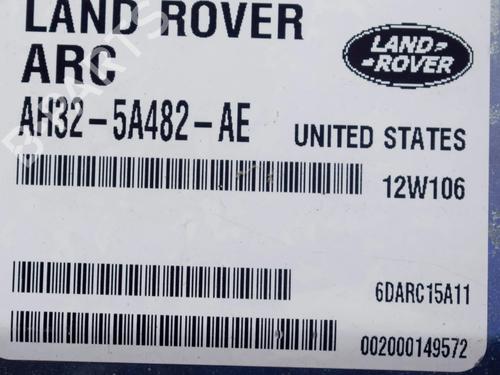 LAND ROVER
ARC
LAND
ROVER
AH32-5A482-AE
UNITED STATES
12W106
6DARC15A11
002000149572